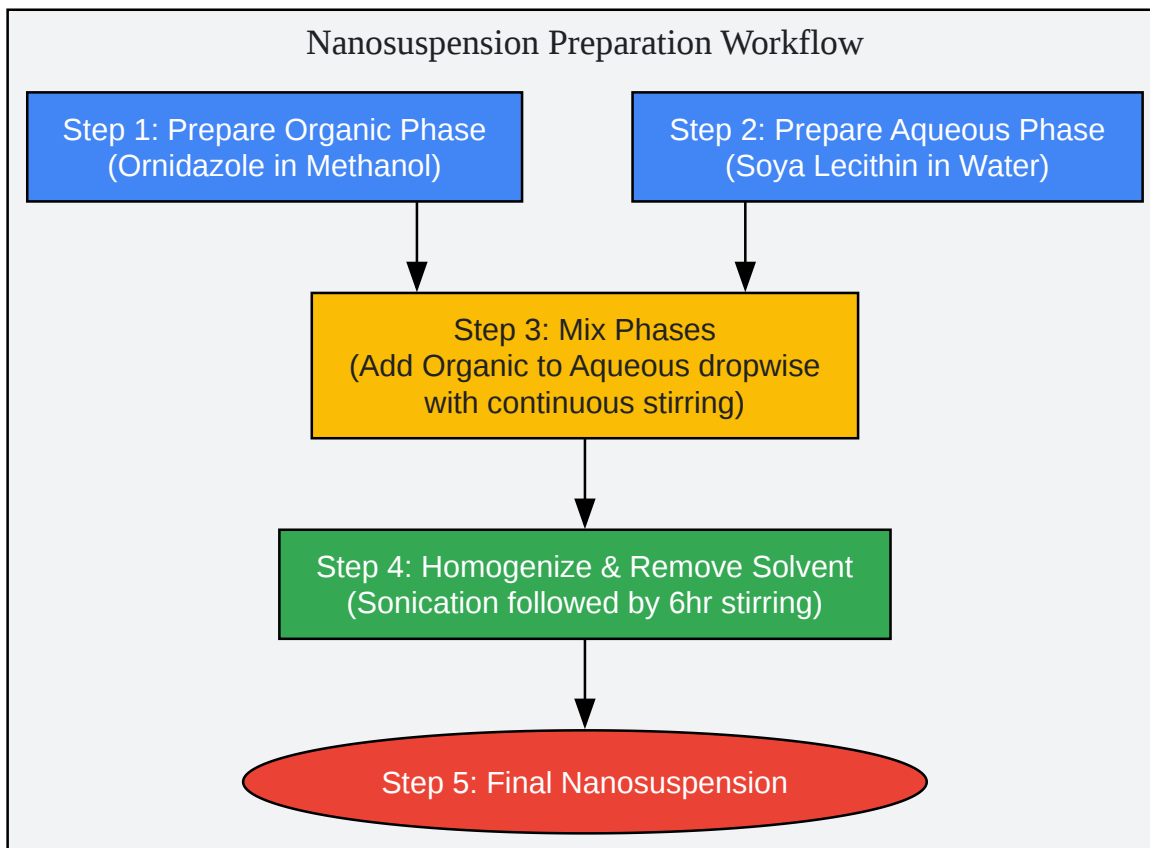 Nanosuspension Preparation Workflow
Step 1: Prepare Organic Phase
(Ornidazole in Methanol)
Step 2: Prepare Aqueous Phase
(Soya Lecithin in Water)
Step 3: Mix Phases
(Add Organic to Aqueous dropwise
with continuous stirring)
Step 4: Homogenize & Remove Solvent
(Sonication followed by 6hr stirring)
Step 5: Final Nanosuspension